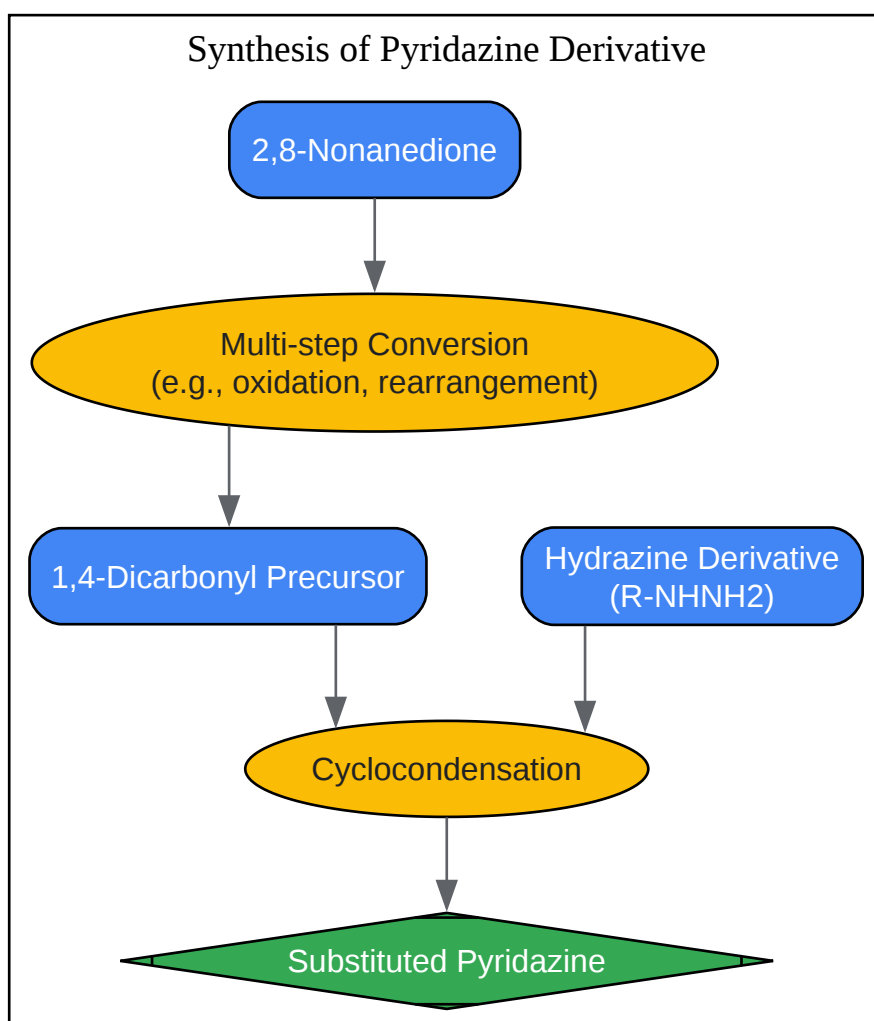 Synthesis of Pyridazine Derivative
2,8-Nonanedione
Multi-step Conversion
(e.g., oxidation, rearrangement)
1,4-Dicarbonyl Precursor
Hydrazine Derivative
(R-NHNH2)
Cyclocondensation
Substituted Pyridazine